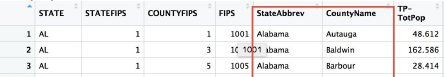 STATE STATEFIPS COUNTYFIPS FIPS StateAbbrev CountyName TP-TotPop
1 AL 1 1 1001 Alabama Autauga 48.612
2 AL 1 3 1001 Alabama Baldwin 162.586
3 AL 1 5 1005 Alabama Barbour 28.414